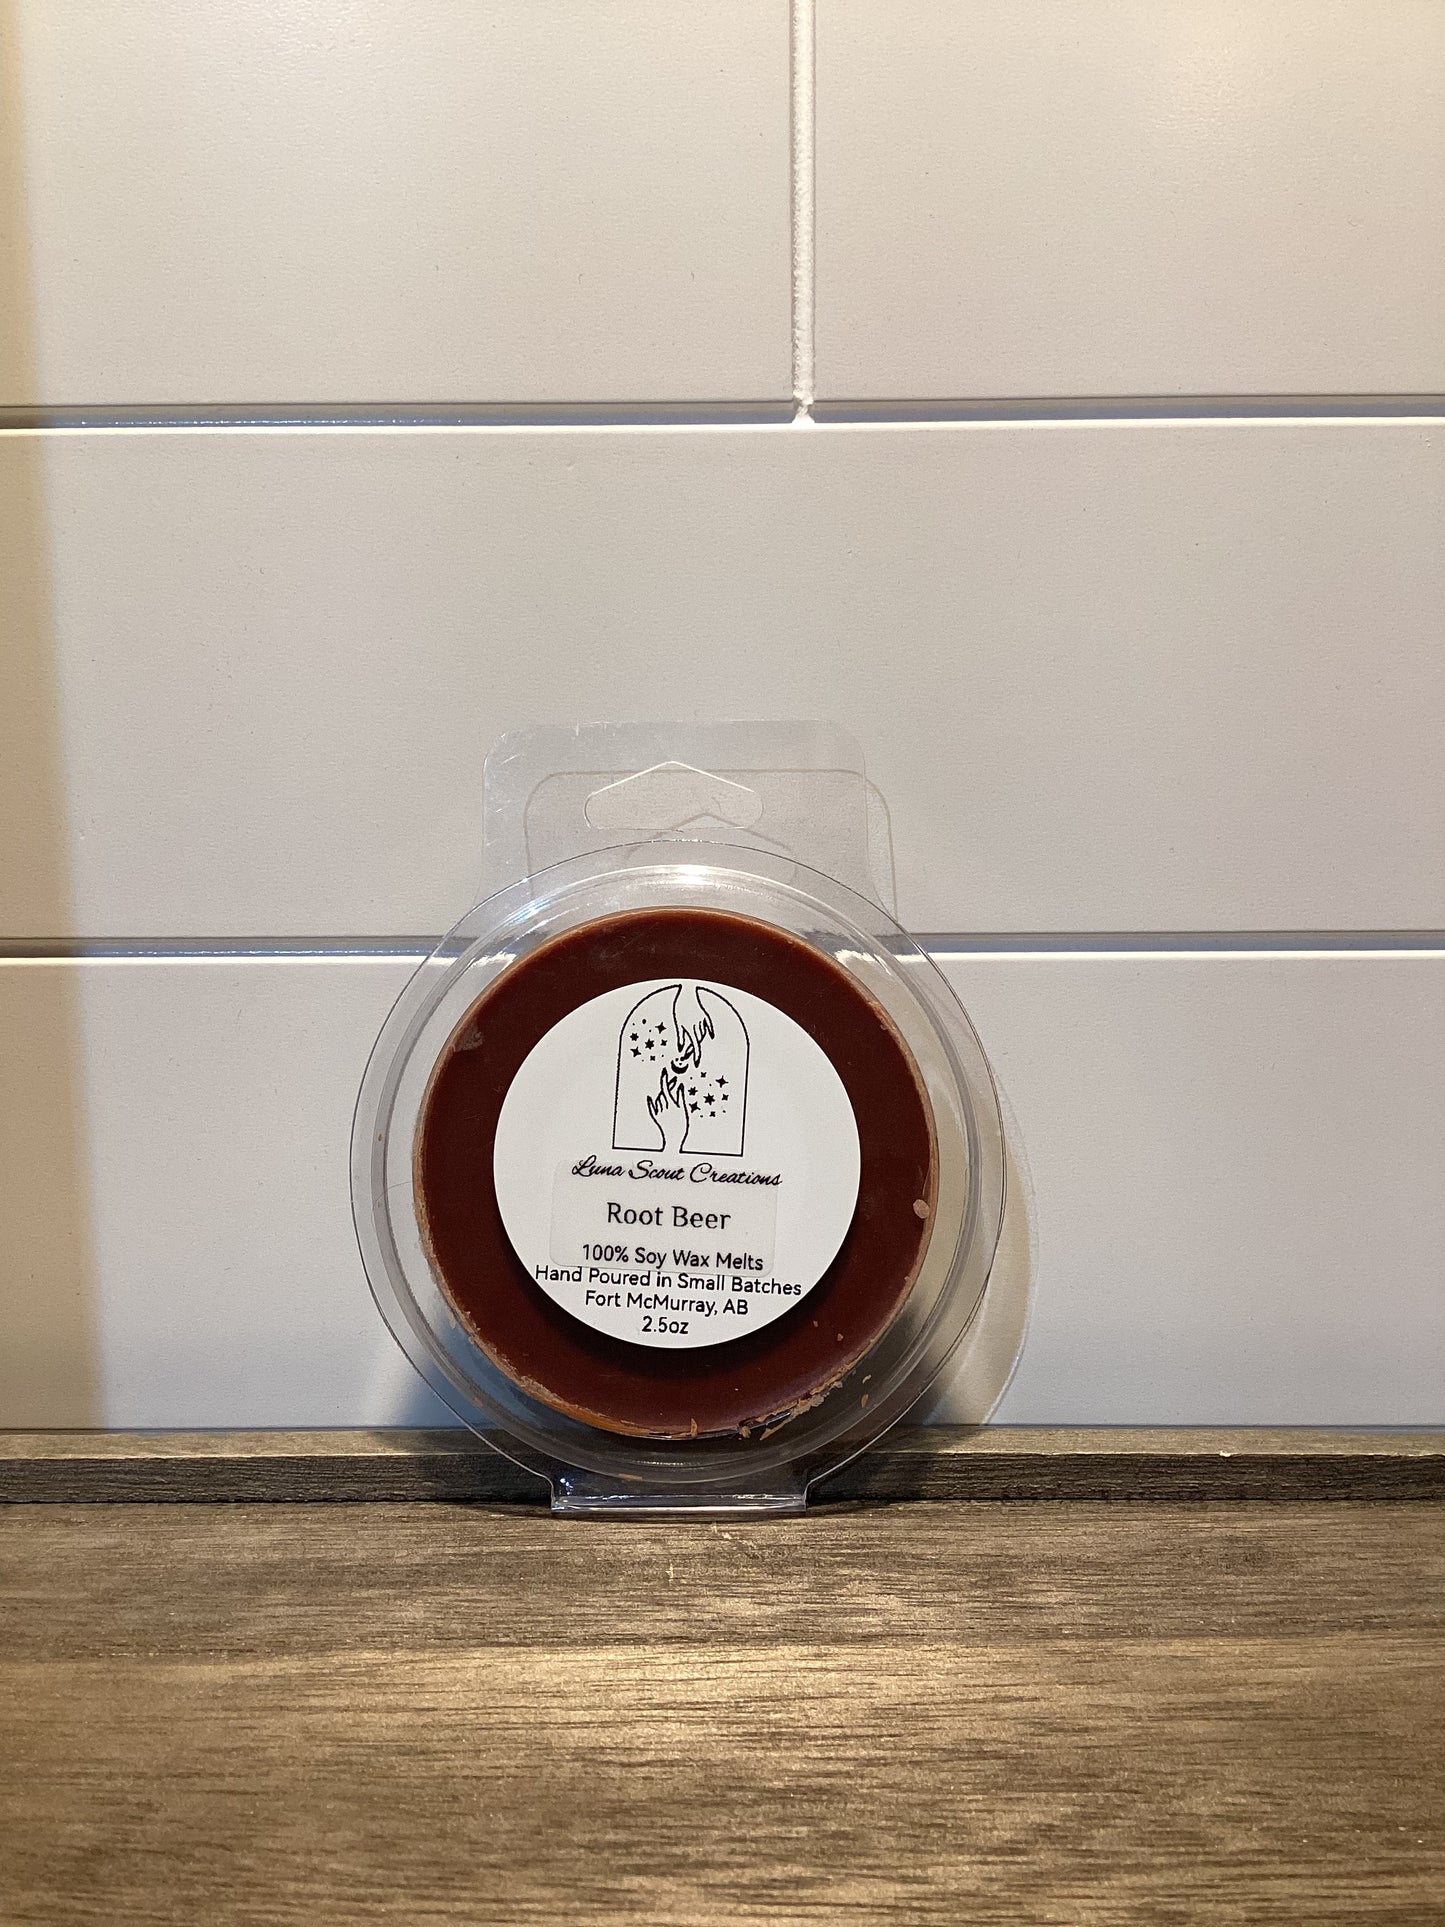 Luna Scout Creations
Root Beer
100% Soy Wax Melts
Hand Poured in Small Batches
Fort McMurray, AB
2.5oz